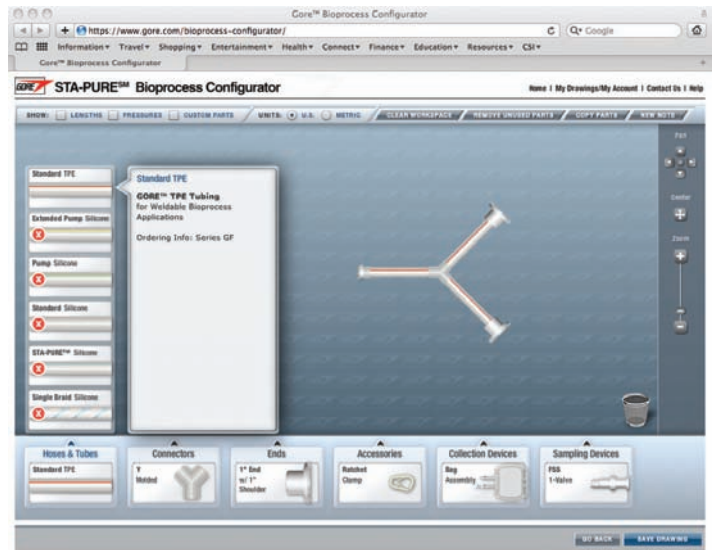 Gore™ Bioprocess Configurator
https://www.gore.com/bioprocess-configurator/
Google
Information Travel Shopping Entertainment Health Connect Finance Education Resources CSI
Gore™ Bioprocess Configurator
GORE STA-PURE℠ Bioprocess Configurator
Home I My Drawings/My Account I Contact Us I Help
SHOW: LENGTHS PRESSURES CUSTOM PARTS UNITS: U.S. METRIC CLEAR WORKSPACE REMOVE UNUSED PARTS COPY PARTS NEW NOTE
Pan
Center
Zoom
Standard TPE
Extended Pump Silicone
Pump Silicone
Standard Silicone
STA-PURE™ Silicone
Single Braid Silicone
Standard TPE
GORE™ TPE Tubing
for Weldable Bioprocess
Applications
Ordering Info: Series GF
Hoses & Tubes
Standard TPE
Connectors
Y
Molded
Ends
1" End
w/ 1"
Shoulder
Accessories
Ratchet
Clamp
Collection Devices
Bag
Assembly
Sampling Devices
1-Valve
GO BACK SAVE DRAWING